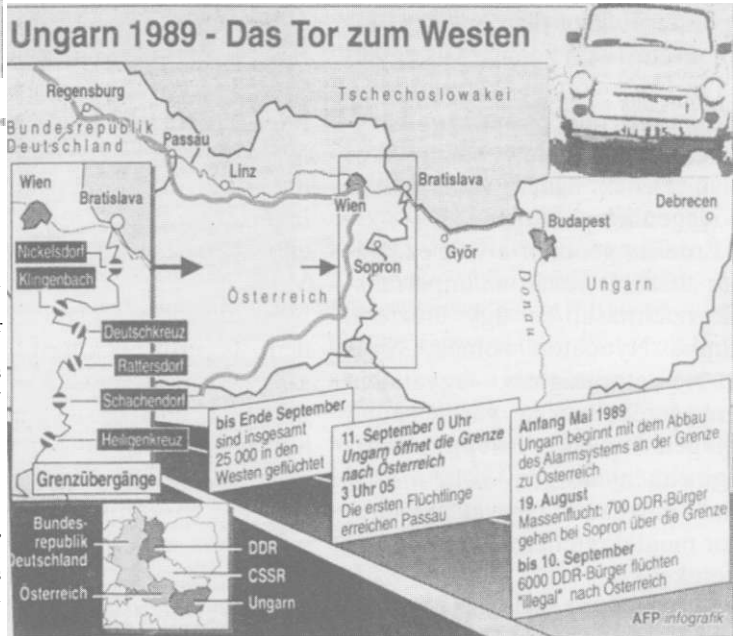 Ungarn 1989 - Das Tor zum Westen
Regensburg
Bundesrepublik
Deutschland
Passau
Linz
Wien
Tschechoslowakei
Bratislava
Sopron
Györ
Budapest
Debrecen
Donau
Ungarn
Österreich
Wien
Bratislava
Nickelsdorf
Klingenbach
Deutschkreuz
Rattersdorf
Schachendorf
Heiligenkreuz
Grenzübergänge
bis Ende September
sind insgesamt
25 000 in den
Westen geflüchtet
11. September 0 Uhr
Ungarn öffnet die Grenze
nach Österreich
3 Uhr 05
Die ersten Flüchtlinge
erreichen Passau
Anfang Mai 1989
Ungarn beginnt mit dem Abbau
des Alarmsystems an der Grenze
zu Österreich
19. August
Massenflucht: 700 DDR-Bürger
gehen bei Sopron über die Grenze
bis 10. September
6000 DDR-Bürger flüchten
"illegal" nach Österreich
Bundes-
republik
Deutschland
Österreich
DDR
CSSR
Ungarn
AFP infografik